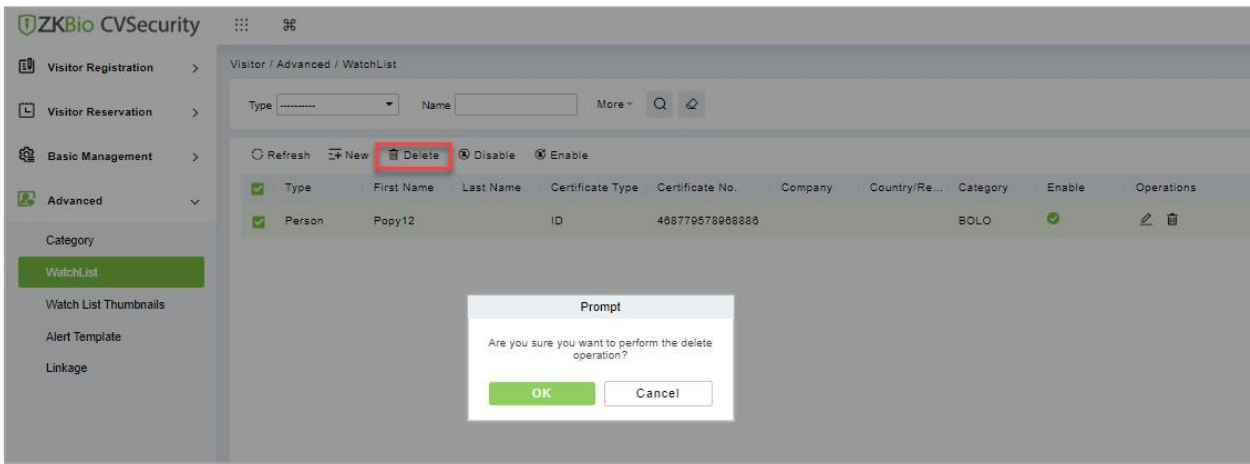 ZKBio CVSecurity
Visitor Registration
Visitor Reservation
Basic Management
Advanced
Category
WatchList
Watch List Thumbnails
Alert Template
Linkage
Visitor / Advanced / WatchList
Type ---------- Name More
Refresh New Delete Disable Enable
Type First Name Last Name Certificate Type Certificate No. Company Country/Re... Category Enable Operations
Person Popy12 ID 468779578968886 BOLO
Prompt
Are you sure you want to perform the delete
operation?
OK Cancel